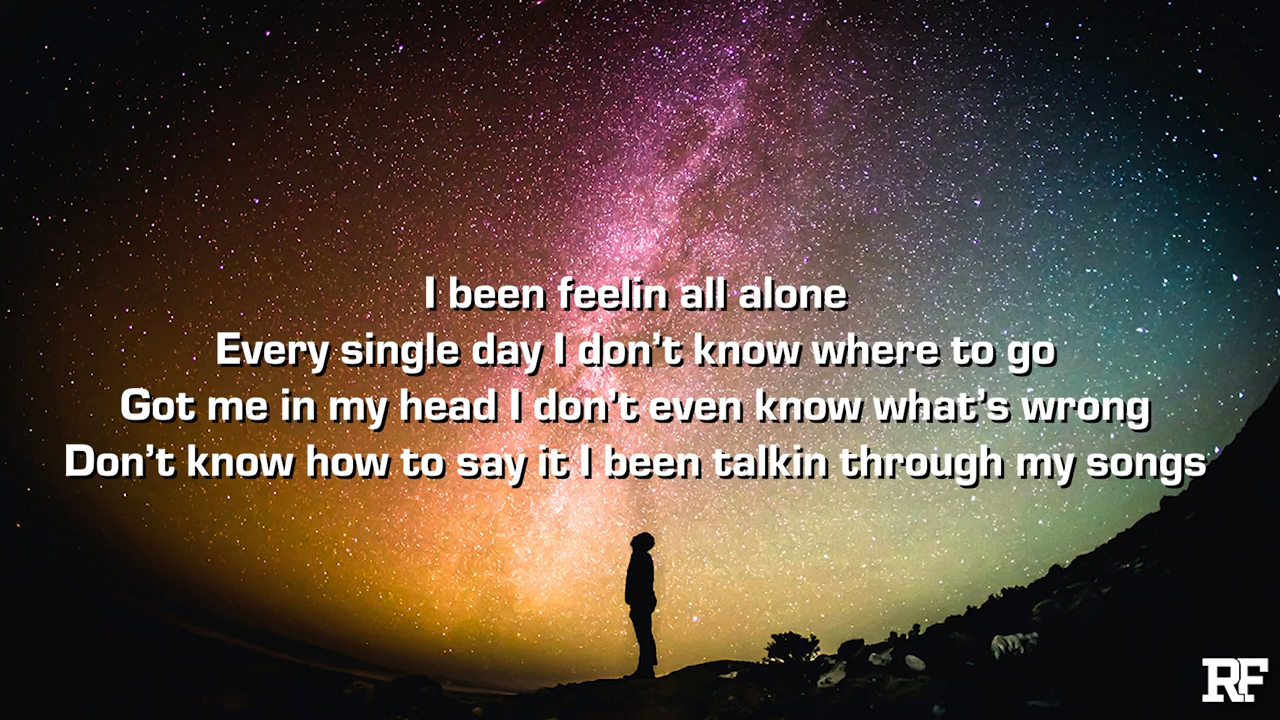 I been feelin all alone
Every single day I don't know where to go
Got me in my head I don't even know what's wrong
Don't know how to say it I been talkin through my songs
RF